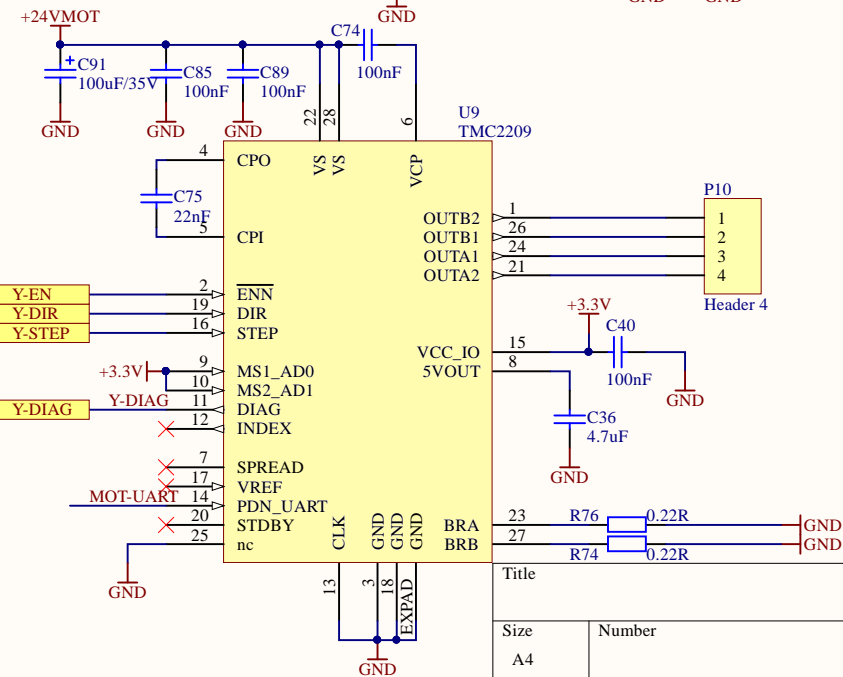 GND
+24VMOT
C91
+
100uF/35V
C85
100nF
C89
100nF
C74
100nF
GND
GND
GND
22
28
6
U9
TMC2209
VS
VS
VCP
4
CPO
C75
22nF
5
CPI
Y-EN
2
ENN
Y-DIR
19
DIR
Y-STEP
16
STEP
+3.3V
9
MS1_AD0
10
MS2_AD1
Y-DIAG
Y-DIAG
11
DIAG
12
INDEX
7
SPREAD
17
VREF
MOT-UART
14
PDN_UART
20
STDBY
25
nc
GND
OUTB2
1
OUTB1
26
OUTA1
24
OUTA2
21
P10
1
2
3
4
Header 4
+3.3V
VCC_IO
15
C40
100nF
GND
5VOUT
8
C36
4.7uF
GND
BRA
23
R76
0.22R
GND
BRB
27
R74
0.22R
GND
CLK
GND
GND
GND
13
3
18
EXPAD
GND
Title
Size
A4
Number